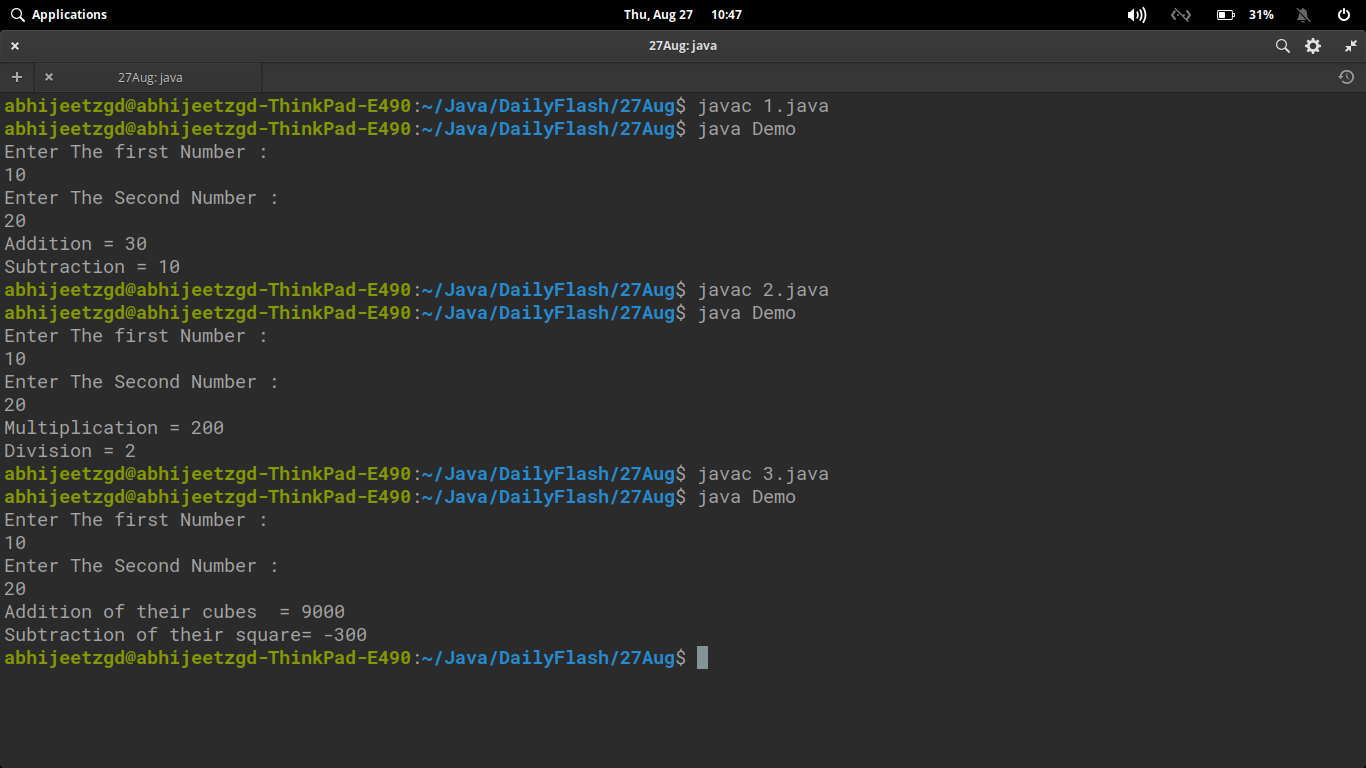 Applications
Thu, Aug 27 10:47
31%
27Aug: java
27Aug: java
abhijeetzgd@abhijeetzgd-ThinkPad-E490:~/Java/DailyFlash/27Aug$ javac 1.java
abhijeetzgd@abhijeetzgd-ThinkPad-E490:~/Java/DailyFlash/27Aug$ java Demo
Enter The first Number :
10
Enter The Second Number :
20
Addition = 30
Subtraction = 10
abhijeetzgd@abhijeetzgd-ThinkPad-E490:~/Java/DailyFlash/27Aug$ javac 2.java
abhijeetzgd@abhijeetzgd-ThinkPad-E490:~/Java/DailyFlash/27Aug$ java Demo
Enter The first Number :
10
Enter The Second Number :
20
Multiplication = 200
Division = 2
abhijeetzgd@abhijeetzgd-ThinkPad-E490:~/Java/DailyFlash/27Aug$ javac 3.java
abhijeetzgd@abhijeetzgd-ThinkPad-E490:~/Java/DailyFlash/27Aug$ java Demo
Enter The first Number :
10
Enter The Second Number :
20
Addition of their cubes  = 9000
Subtraction of their square= -300
abhijeetzgd@abhijeetzgd-ThinkPad-E490:~/Java/DailyFlash/27Aug$